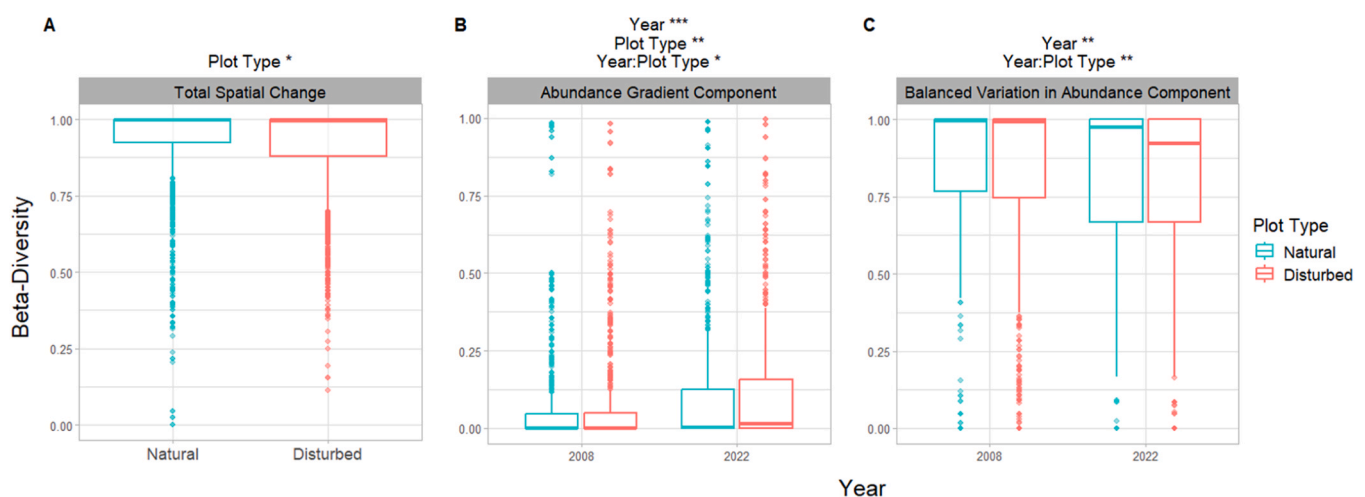 A
Plot Type *
Total Spatial Change
Beta-Diversity
1.00
0.75
0.50
0.25
0.00
Natural
Disturbed
B
Year ***
Plot Type **
Year:Plot Type *
Abundance Gradient Component
1.00
0.75
0.50
0.25
0.00
2008
2022
C
Year **
Year:Plot Type **
Balanced Variation in Abundance Component
1.00
0.75
0.50
0.25
0.00
2008
2022
Year
Plot Type
Natural
Disturbed